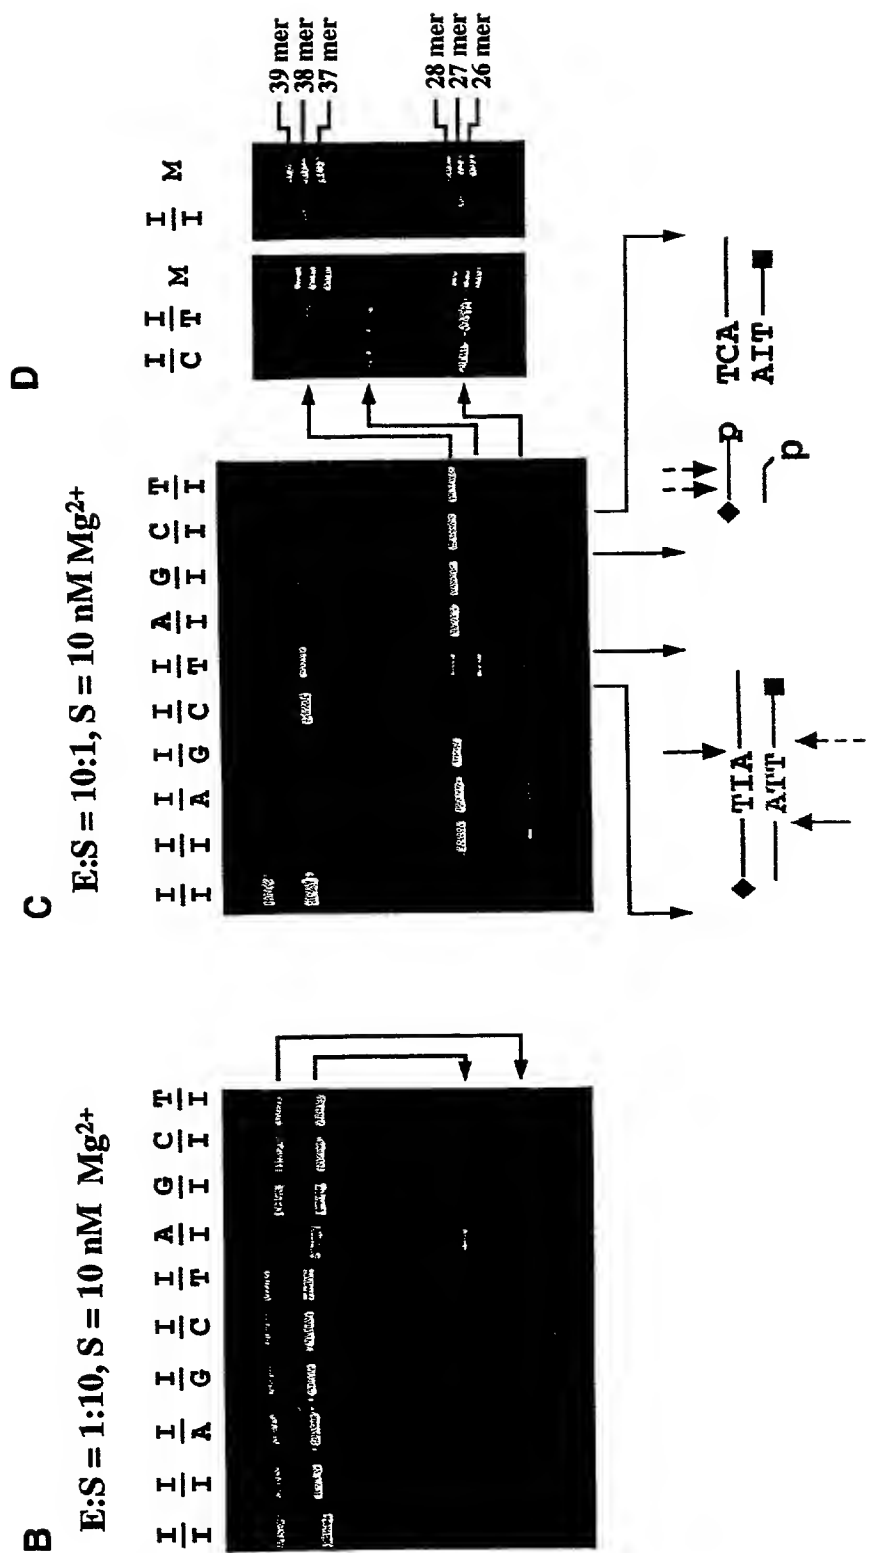 B
E:S = 1:10, S = 10 nM Mg2+
I I I I I I A G C T
I I A G C T I I I I
C
E:S = 10:1, S = 10 nM Mg2+
I I I I I I A G C T
I I A G C T I I I I
D
I I M
C T
I M
I
39 mer
38 mer
37 mer
28 mer
27 mer
26 mer
TIA
ATT
p
p
TCA
AIT